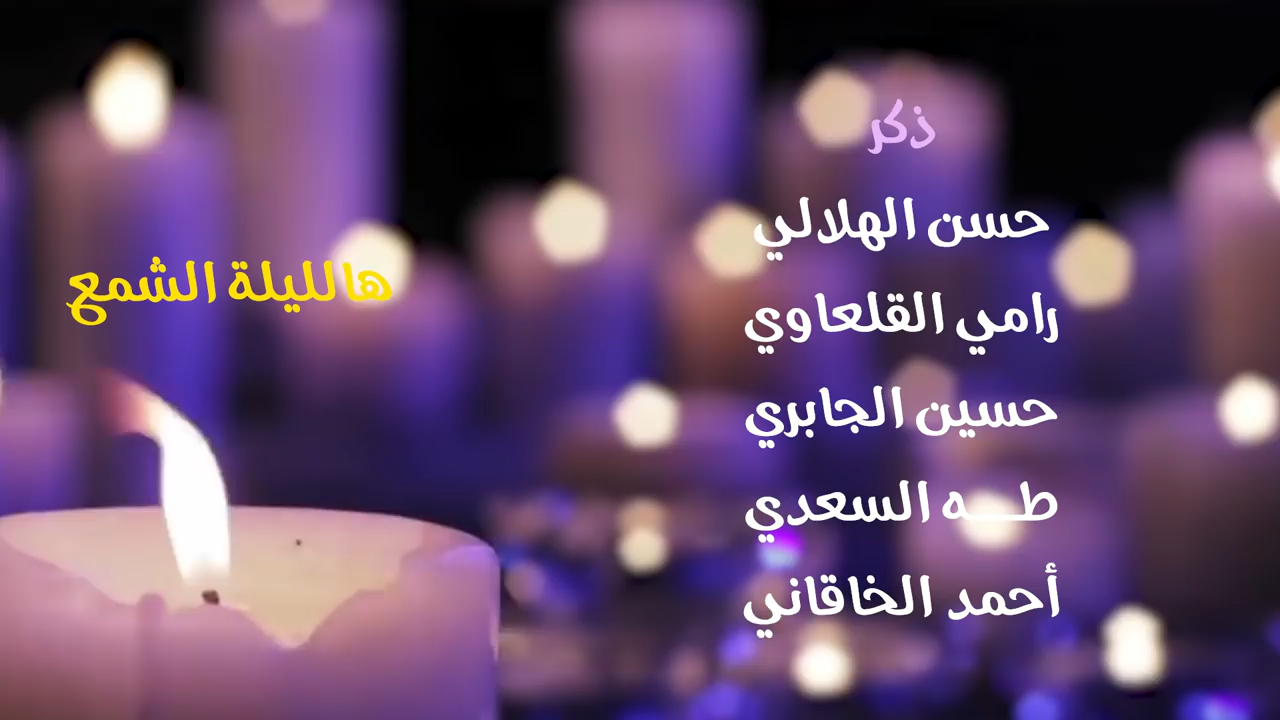 ذكر
حسن الهلالي
هالليلة الشمع
رامي القلعاوي
حسين الجابري
طـــه السعدي
أحمد الخاقاني